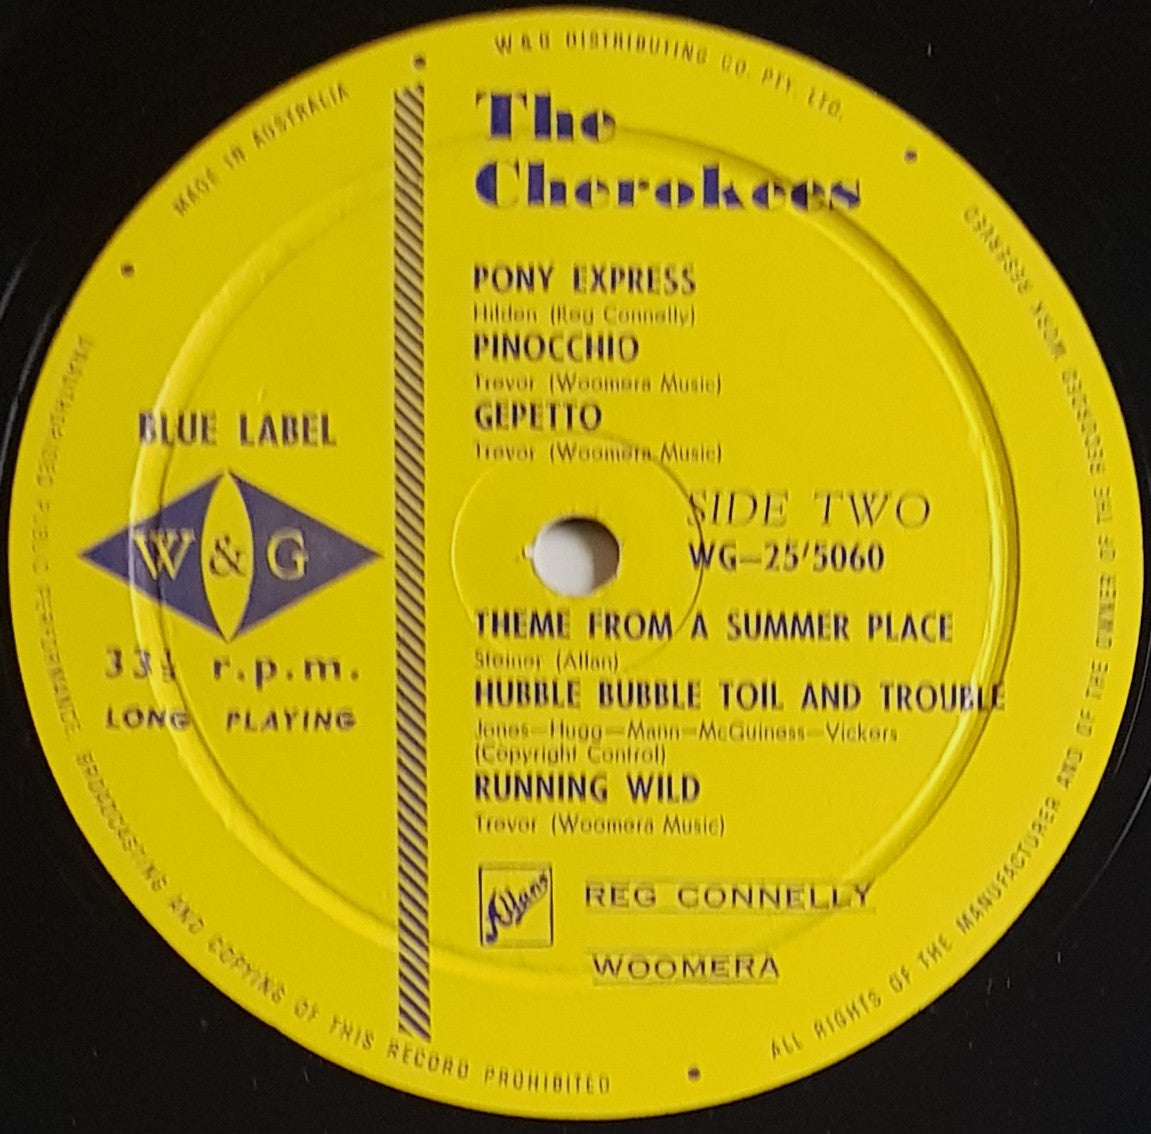 W & G DISTRIBUTING CO. PTY. LTD.
MADE IN AUSTRALIA
The
Cherokees
PONY EXPRESS
Hilden (Reg Connelly)
PINOCCHIO
Trevor (Woomera Music)
GEPETTO
Trevor (Woomera Music)
BLUE LABEL
W & G
33⅓ r.p.m.
LONG PLAYING
SIDE TWO
WG—25/5060
THEME FROM A SUMMER PLACE
Steiner (Allan)
HUBBLE BUBBLE TOIL AND TROUBLE
Jones—Hugg—Mann—McGuiness—Vickers
(Copyright Control)
RUNNING WILD
Trevor (Woomera Music)
Allans
REG CONNELLY
WOOMERA
ALL RIGHTS OF THE MANUFACTURER AND OF THE OWNER OF THE RECORDED WORK RESERVED
UNAUTHORISED PUBLIC PERFORMANCE, BROADCASTING AND COPYING OF THIS RECORD PROHIBITED